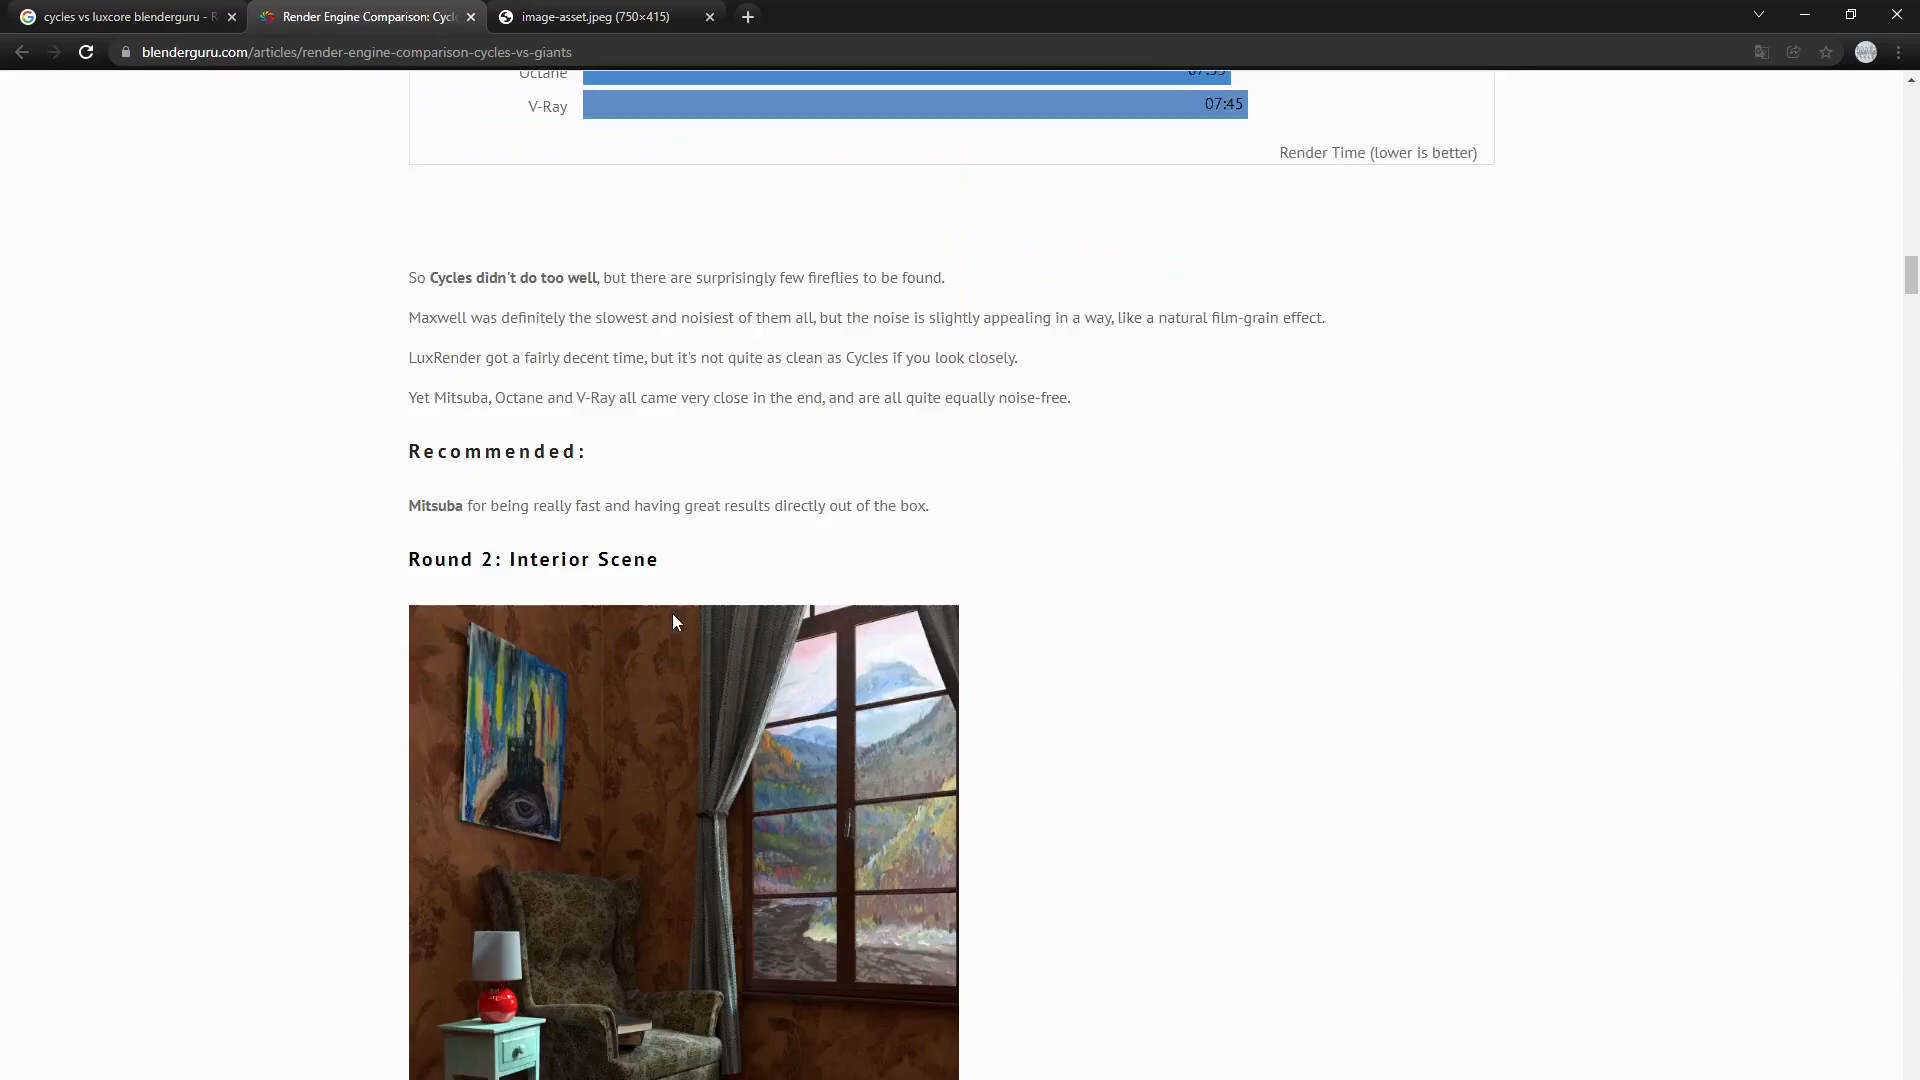 cycles vs luxcore blenderguru - R
Render Engine Comparison: Cycle
image-asset.jpeg (750×415)
blenderguru.com/articles/render-engine-comparison-cycles-vs-giants
Octane
V-Ray 07:45
Render Time (lower is better)
So Cycles didn't do too well, but there are surprisingly few fireflies to be found.
Maxwell was definitely the slowest and noisiest of them all, but the noise is slightly appealing in a way, like a natural film-grain effect.
LuxRender got a fairly decent time, but it's not quite as clean as Cycles if you look closely.
Yet Mitsuba, Octane and V-Ray all came very close in the end, and are all quite equally noise-free.
Recommended:
Mitsuba for being really fast and having great results directly out of the box.
Round 2: Interior Scene